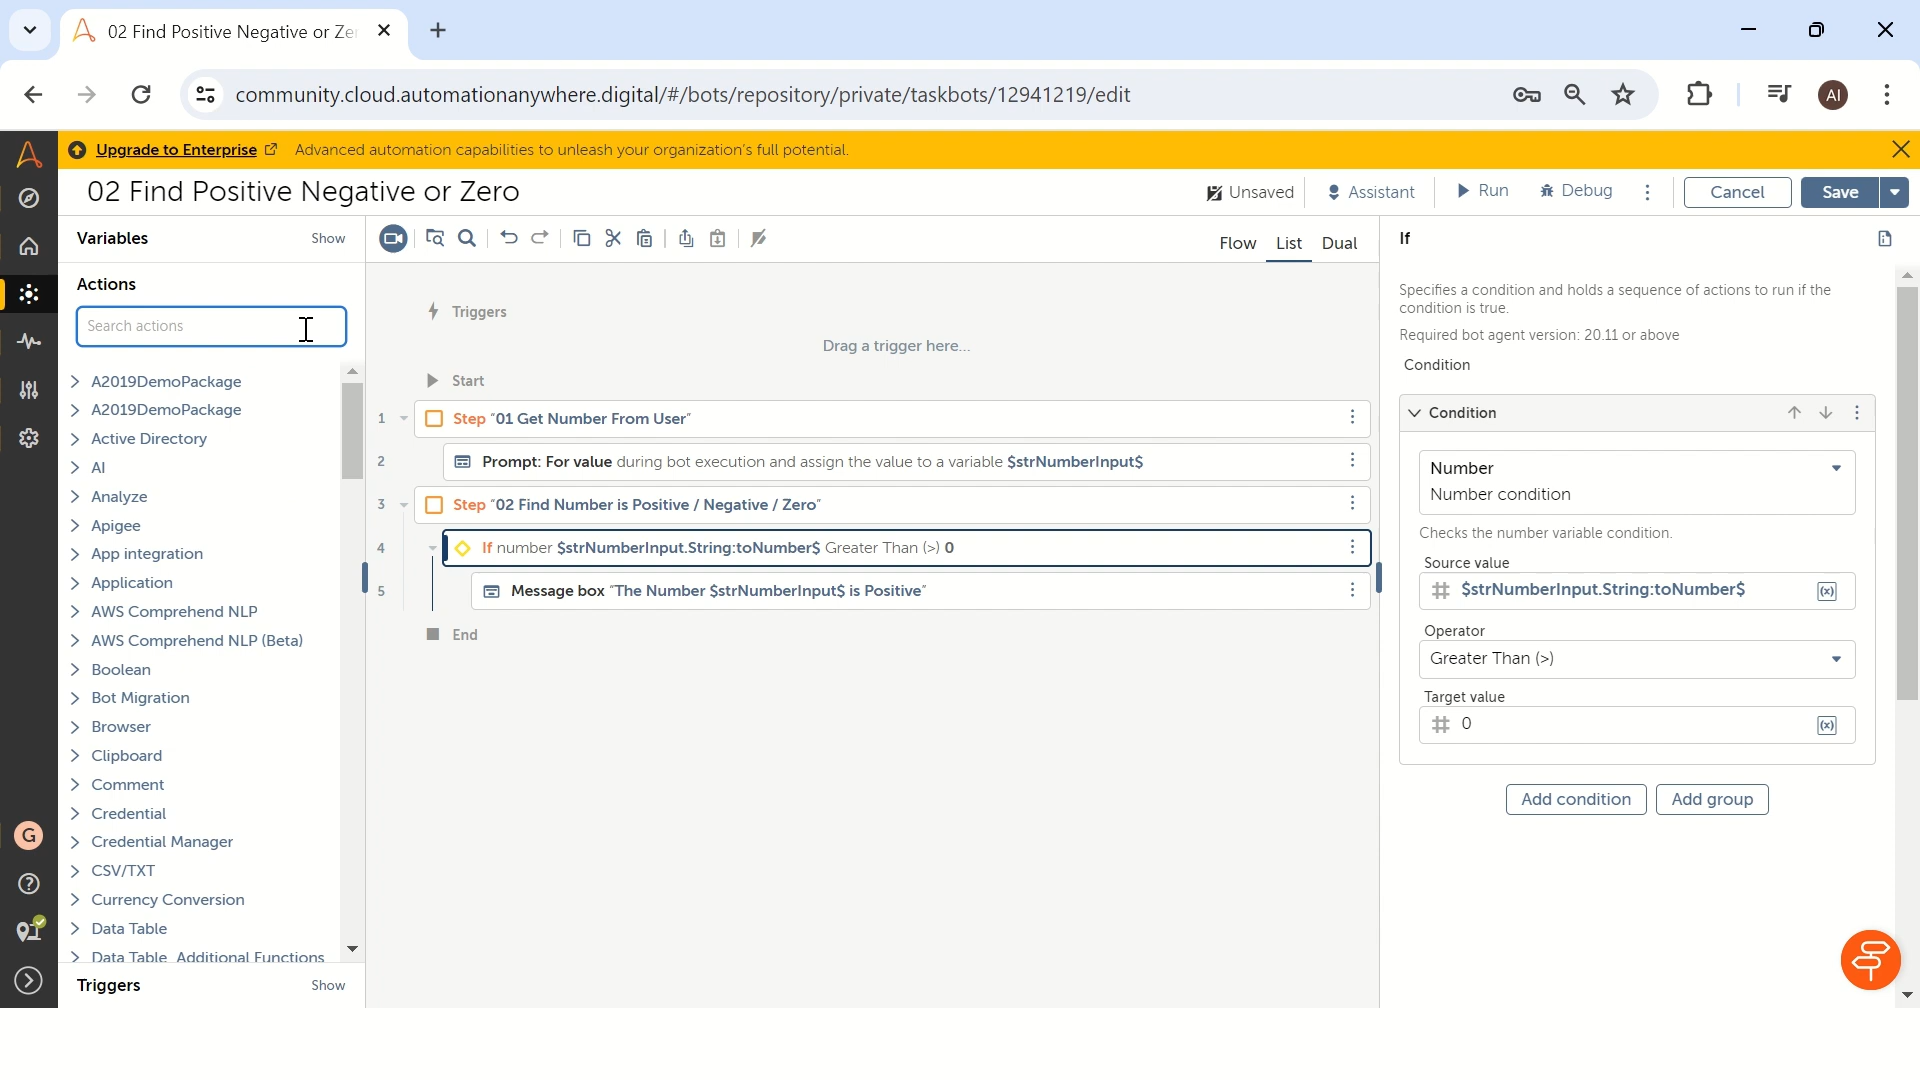 02 Find Positive Negative or Ze
community.cloud.automationanywhere.digital/#/bots/repository/private/taskbots/12941219/edit
AI
Upgrade to Enterprise Advanced automation capabilities to unleash your organization's full potential.
02 Find Positive Negative or Zero
Unsaved
Assistant
Run
Debug
Cancel
Save
Variables
Show
Actions
Search actions
A2019DemoPackage
A2019DemoPackage
Active Directory
AI
Analyze
Apigee
App integration
Application
AWS Comprehend NLP
AWS Comprehend NLP (Beta)
Boolean
Bot Migration
Browser
Clipboard
Comment
Credential
Credential Manager
CSV/TXT
Currency Conversion
Data Table
Data Table Additional Functions
Triggers
Show
G
Flow
List
Dual
Triggers
Drag a trigger here...
Start
1 Step "01 Get Number From User"
2 Prompt: For value during bot execution and assign the value to a variable $strNumberInput$
3 Step "02 Find Number is Positive / Negative / Zero"
4 If number $strNumberInput.String:toNumber$ Greater Than (>) 0
5 Message box "The Number $strNumberInput$ is Positive"
End
If
Specifies a condition and holds a sequence of actions to run if the
condition is true.
Required bot agent version: 20.11 or above
Condition
Condition
Number
Number condition
Checks the number variable condition.
Source value
$strNumberInput.String:toNumber$
(x)
Operator
Greater Than (>)
Target value
0
(x)
Add condition
Add group